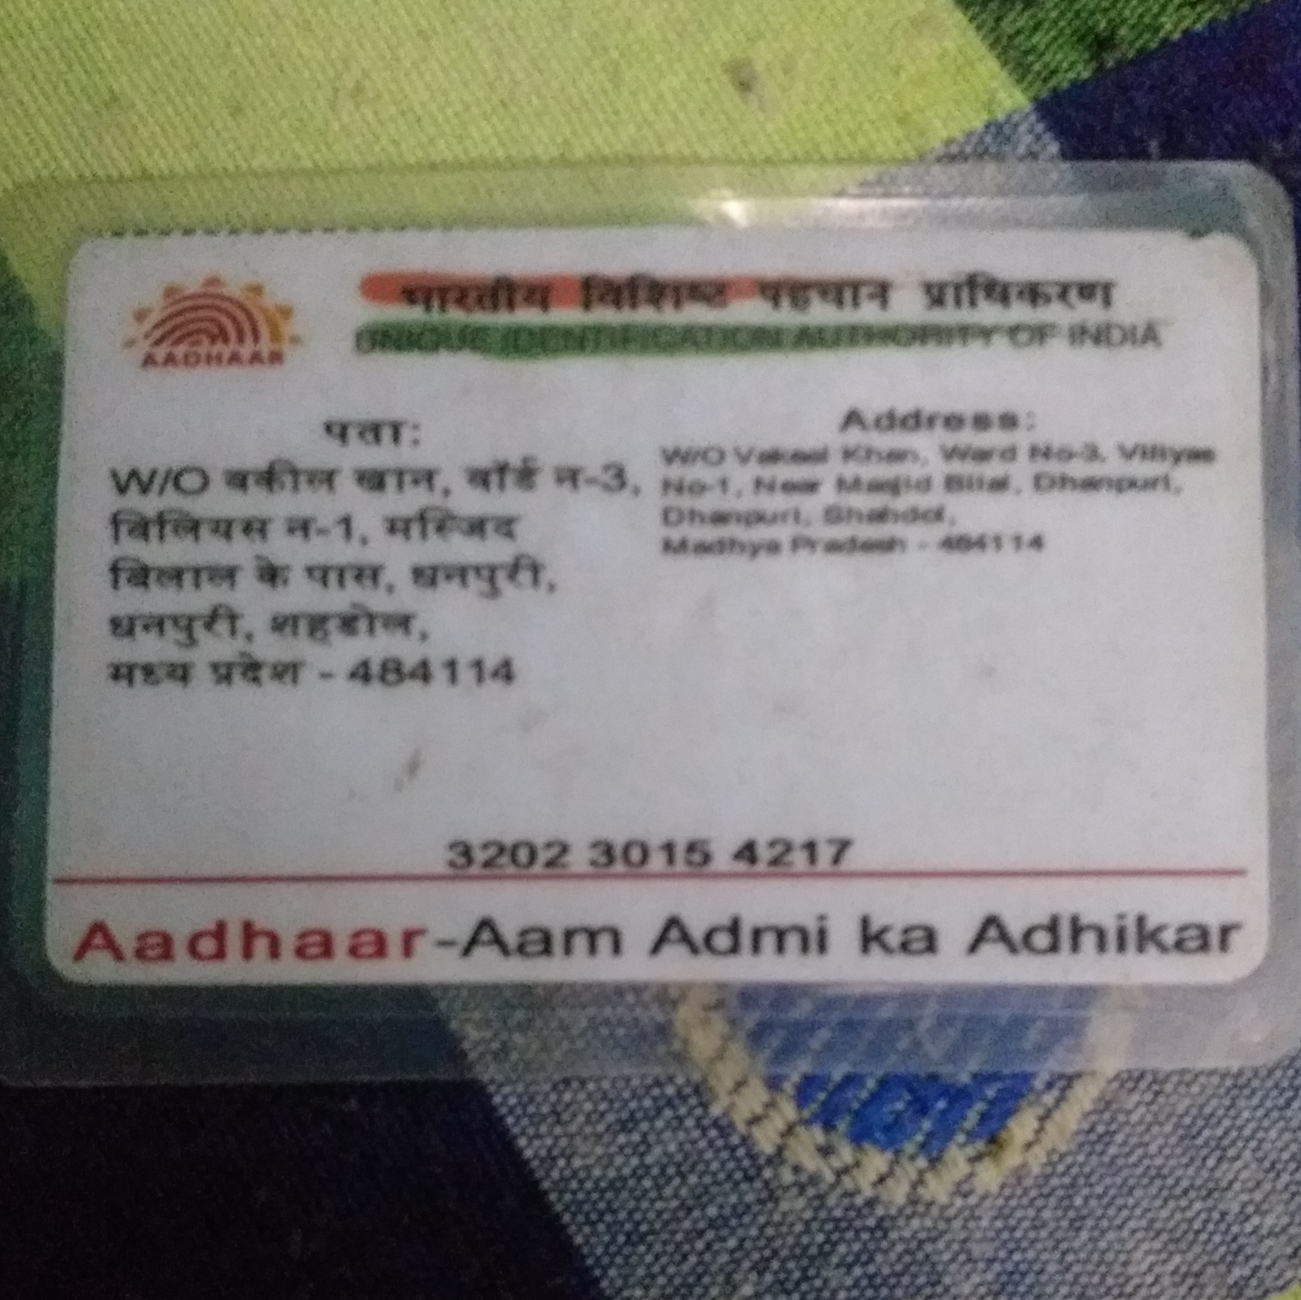 AADHAAR
भारतीय विशिष्ट पहचान प्राधिकरण
UNIQUE IDENTIFICATION AUTHORITY OF INDIA
पता:
W/O वकील खान, वॉर्ड न-3,
विलियस न-1, मस्जिद
बिलाल के पास, धनपुरी,
धनपुरी, शहडोल,
मध्य प्रदेश - 484114
Address:
W/O Vakeel Khan, Ward No-3, Villiyas
No-1, Near Masjid Bilal, Dhanpuri,
Dhanpuri, Shahdol,
Madhya Pradesh - 484114
3202 3015 4217
Aadhaar-Aam Admi ka Adhikar